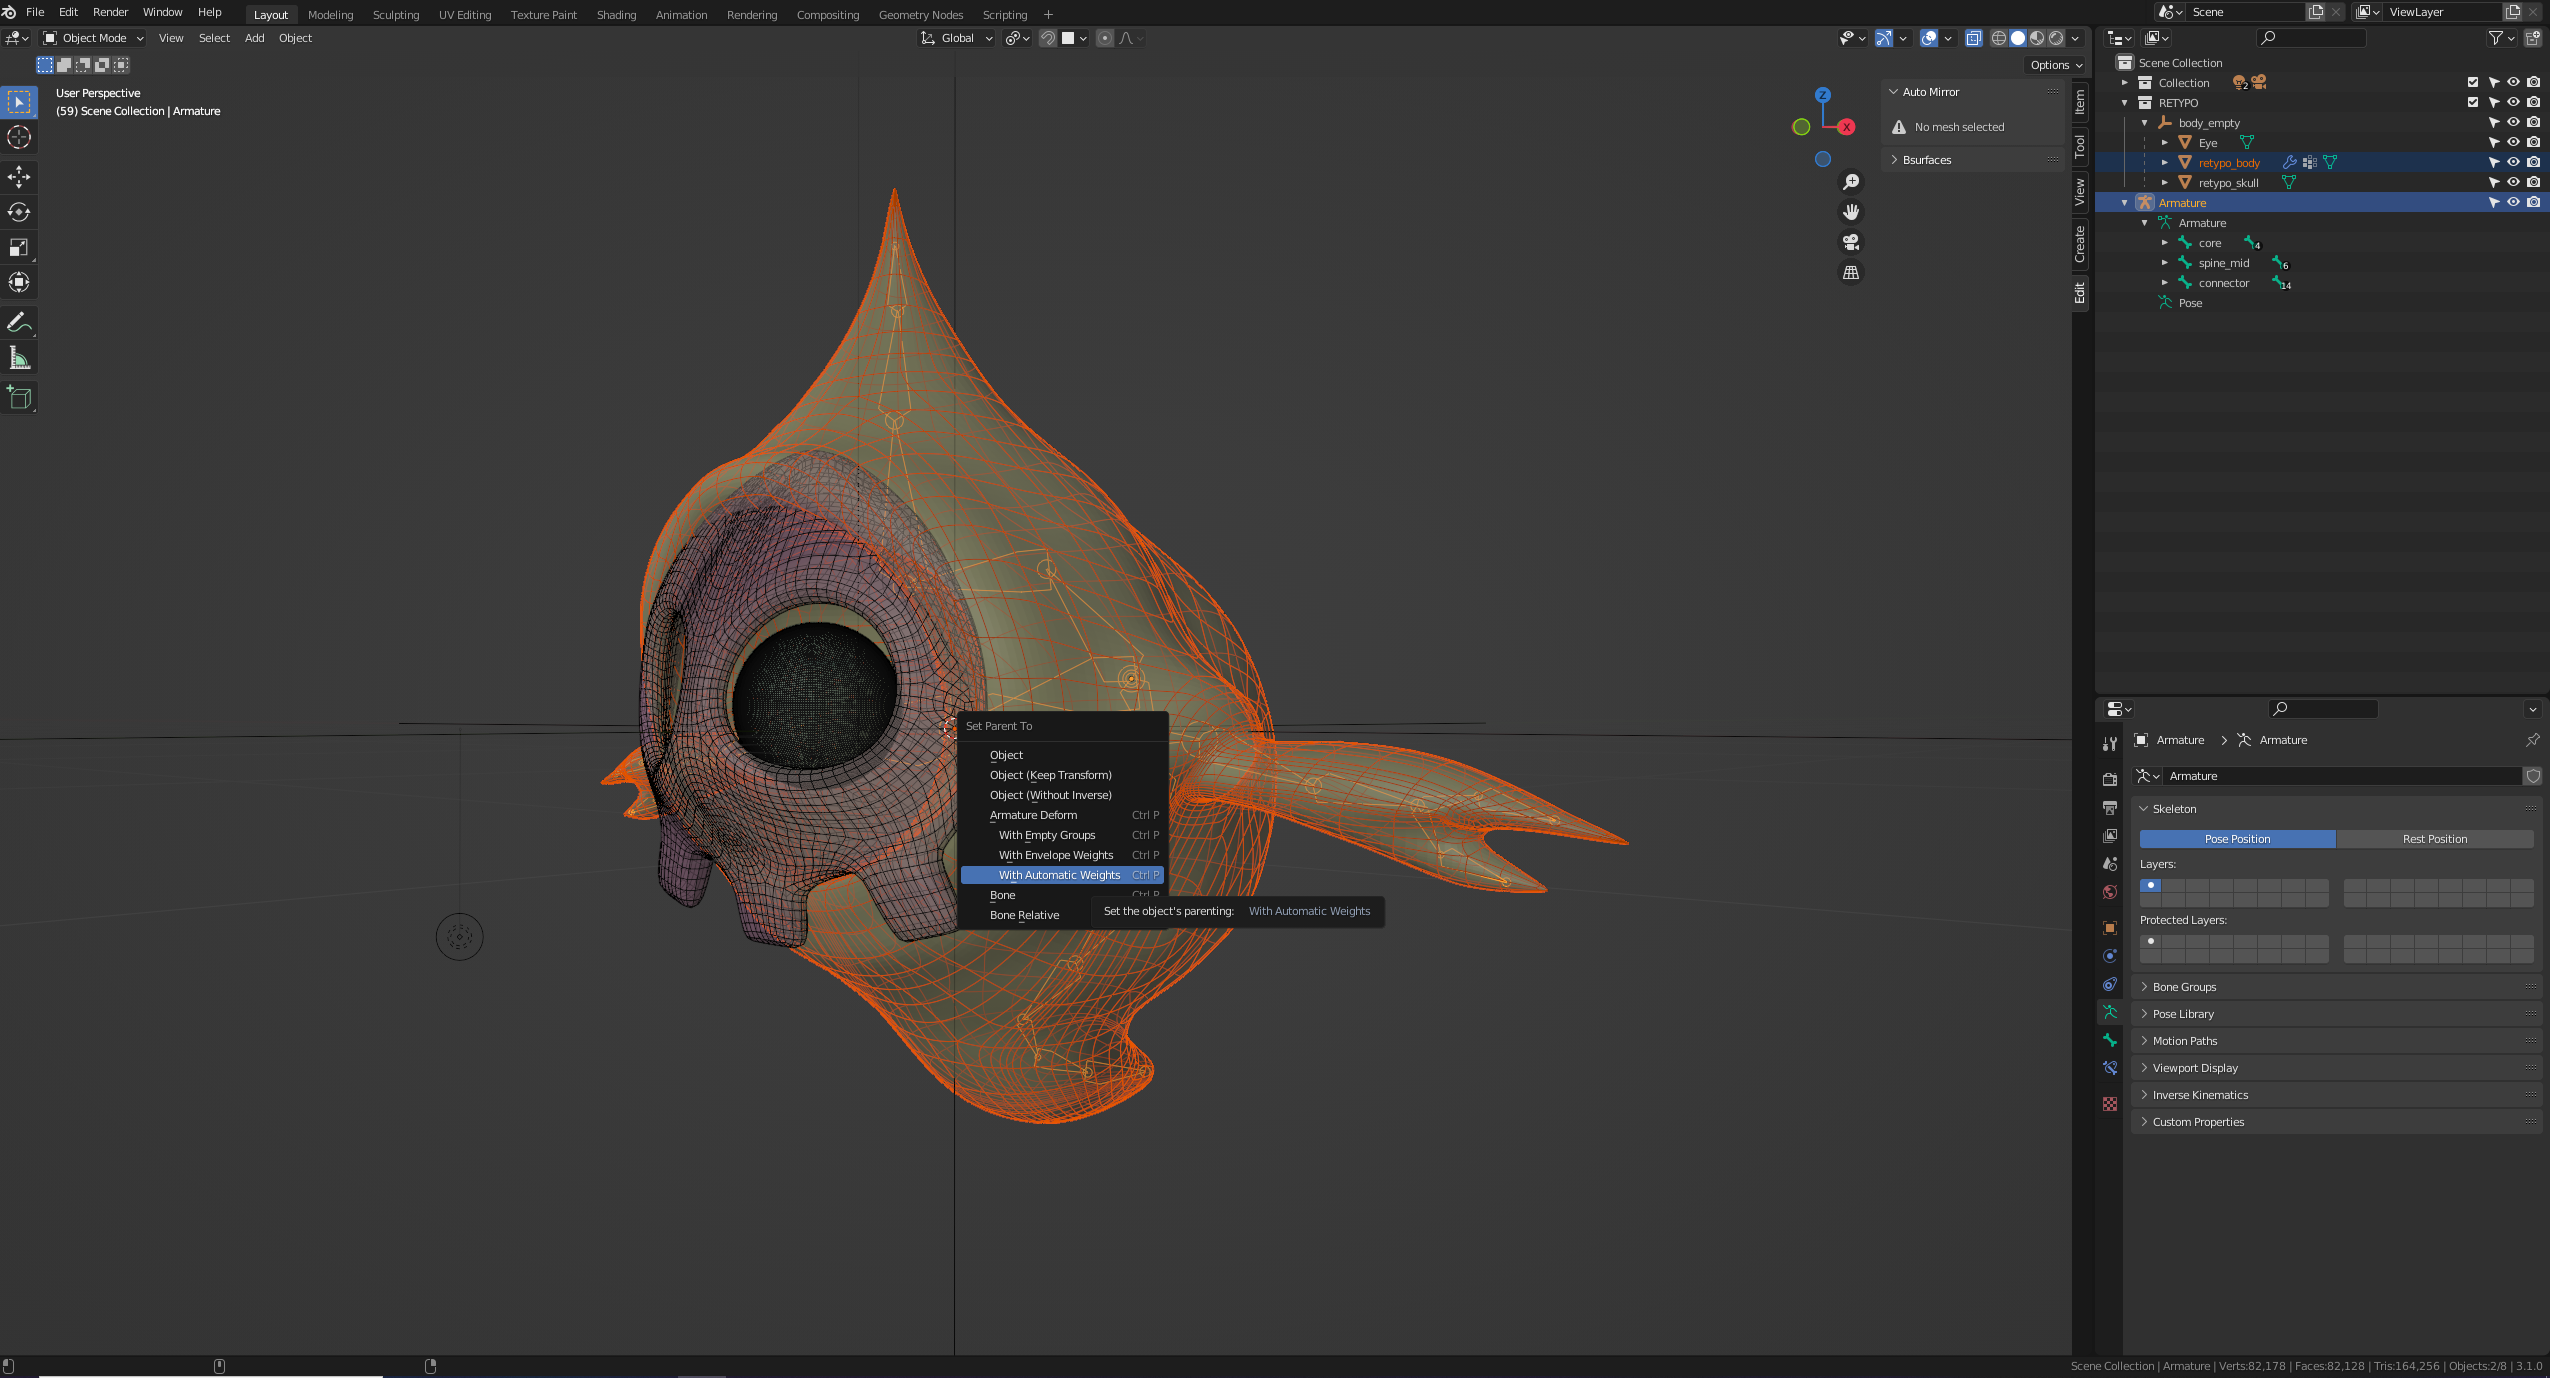 File Edit Render Window Help Layout Modeling Sculpting UV Editing Texture Paint Shading Animation Rendering Compositing Geometry Nodes Scripting + Scene ViewLayer
Object Mode View Select Add Object Global
Options
User Perspective
(59) Scene Collection | Armature
Auto Mirror
No mesh selected
Bsurfaces
Z
X
Item
Tool
View
Create
Edit
Scene Collection
Collection 2
RETYPO
body_empty
Eye
retypo_body
retypo_skull
Armature
Armature
core 4
spine_mid 6
connector 14
Pose
Set Parent To
Object
Object (Keep Transform)
Object (Without Inverse)
Armature Deform Ctrl P
With Empty Groups Ctrl P
With Envelope Weights Ctrl P
With Automatic Weights Ctrl P
Bone Ctrl P
Bone Relative
Set the object's parenting: With Automatic Weights
Armature > Armature
Armature
Skeleton
Pose Position Rest Position
Layers:
Protected Layers:
Bone Groups
Pose Library
Motion Paths
Viewport Display
Inverse Kinematics
Custom Properties
Scene Collection | Armature | Verts:82,178 | Faces:82,128 | Tris:164,256 | Objects:2/8 | 3.1.0